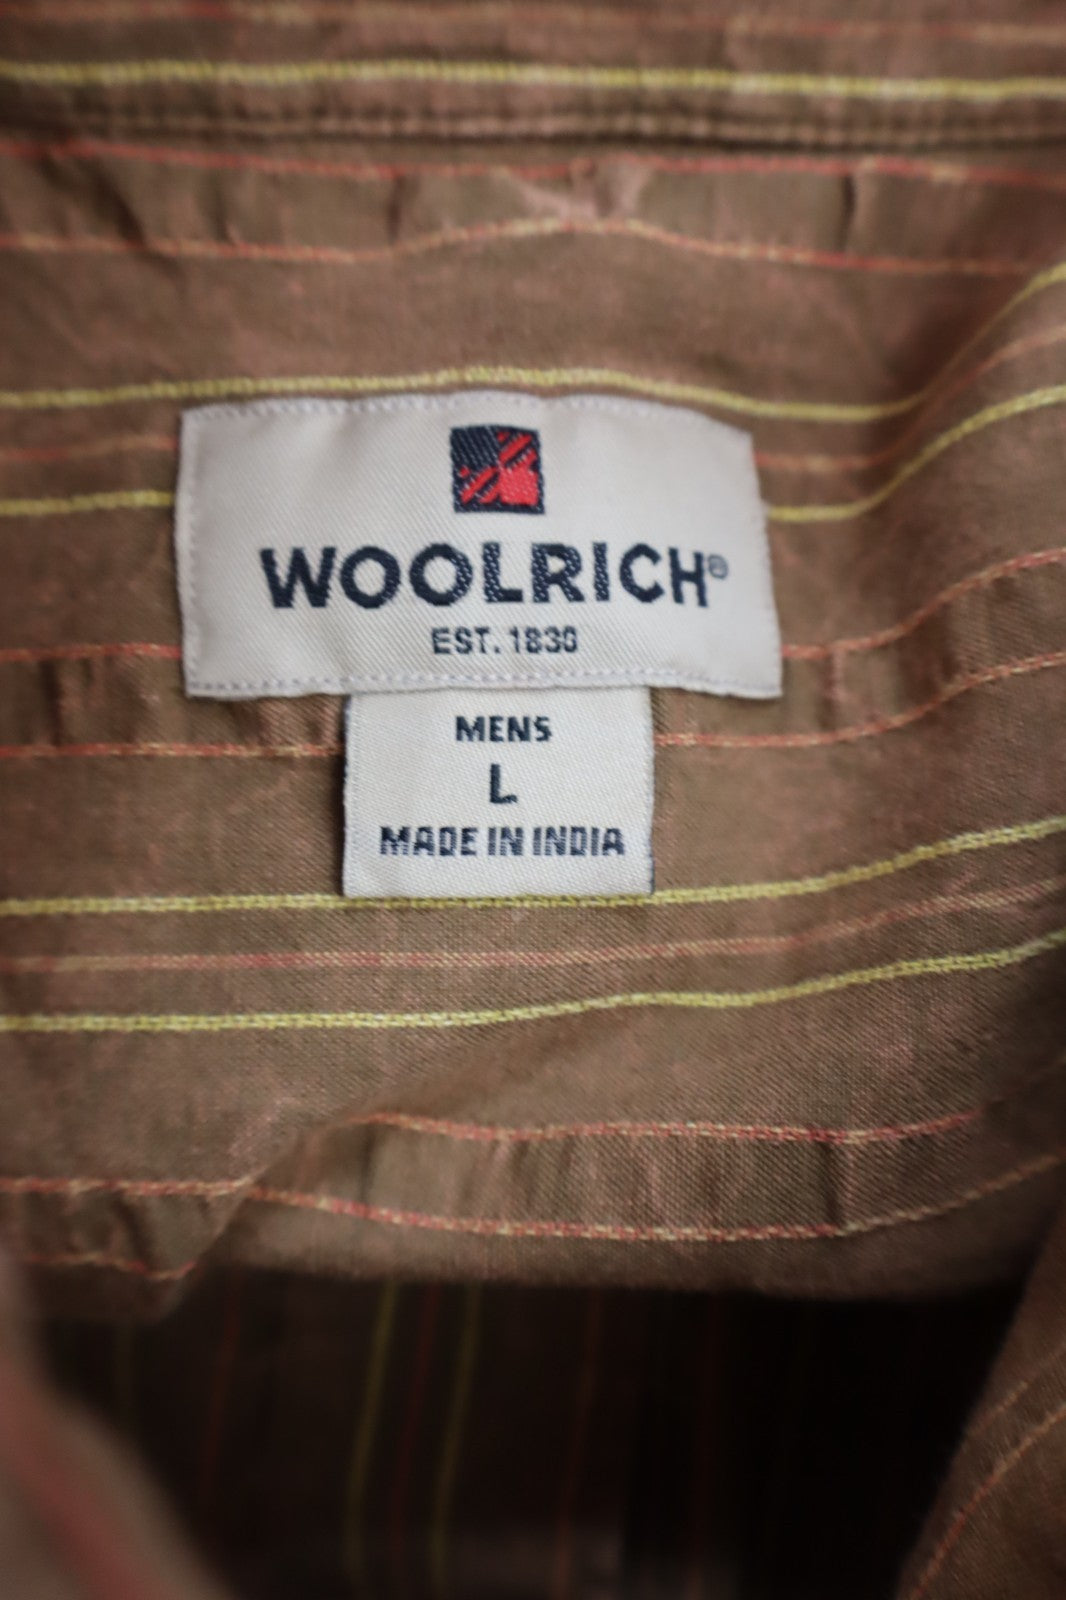 WOOLRICH®
EST. 1830
MENS
L
MADE IN INDIA